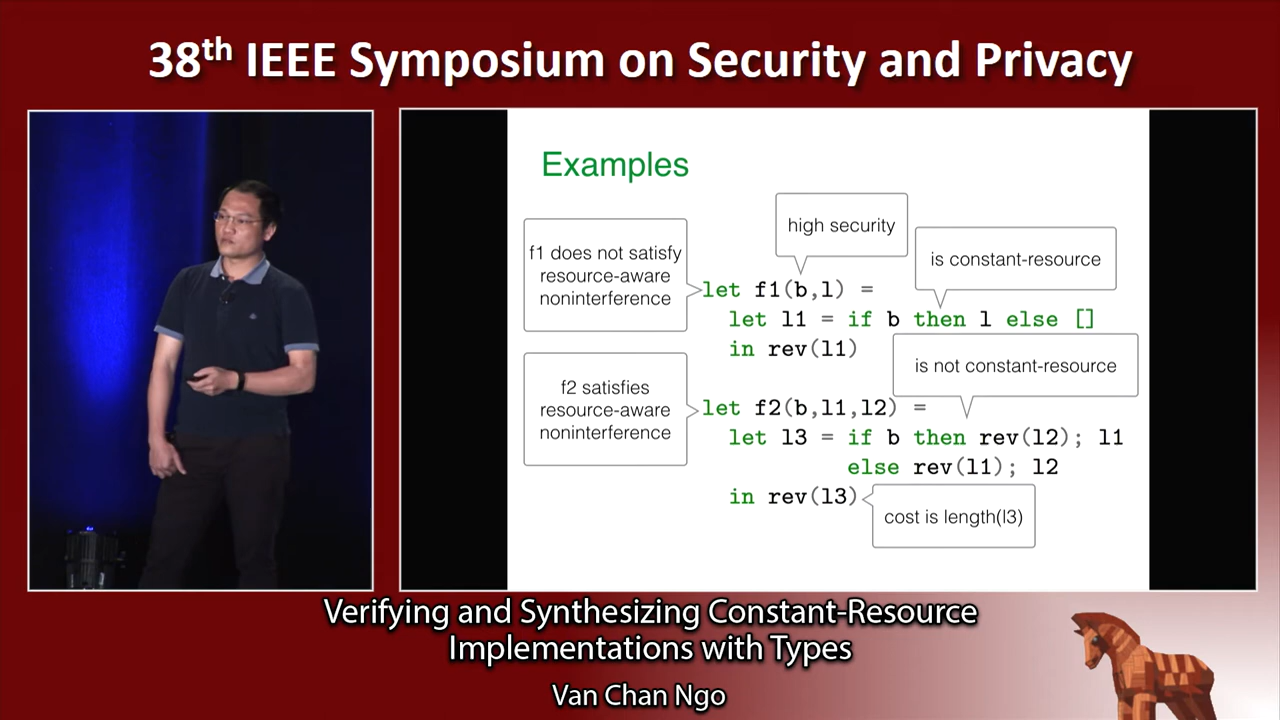 38th IEEE Symposium on Security and Privacy
Examples
high security
f1 does not satisfy
resource-aware
noninterference
is constant-resource
let f1(b,l) =
let l1 = if b then l else []
in rev(l1)
is not constant-resource
f2 satisfies
resource-aware
noninterference
let f2(b,l1,l2) =
let l3 = if b then rev(l2); l1
else rev(l1); l2
in rev(l3)
cost is length(l3)
Verifying and Synthesizing Constant-Resource
Implementations with Types
Van Chan Ngo